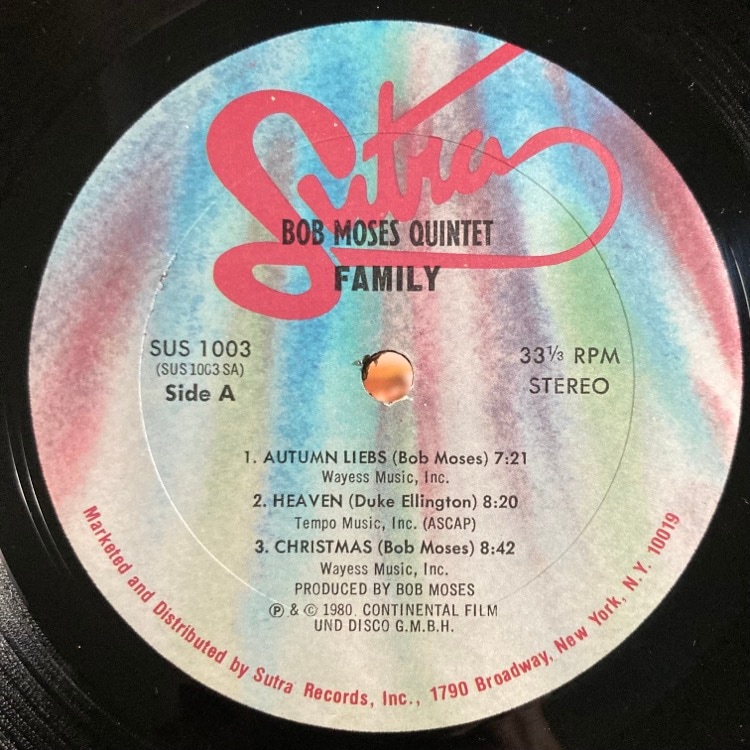 Sutra
BOB MOSES QUINTET
FAMILY
SUS 1003
(SUS 1003 SA)
Side A
33⅓ RPM
STEREO
1. AUTUMN LIEBS (Bob Moses) 7:21
Wayess Music, Inc.
2. HEAVEN (Duke Ellington) 8:20
Tempo Music, Inc. (ASCAP)
3. CHRISTMAS (Bob Moses) 8:42
Wayess Music, Inc.
PRODUCED BY BOB MOSES
℗ & © 1980, CONTINENTAL FILM
UND DISCO G.M.B.H.
Marketed and Distributed by Sutra Records, Inc., 1790 Broadway, New York, N.Y. 10019